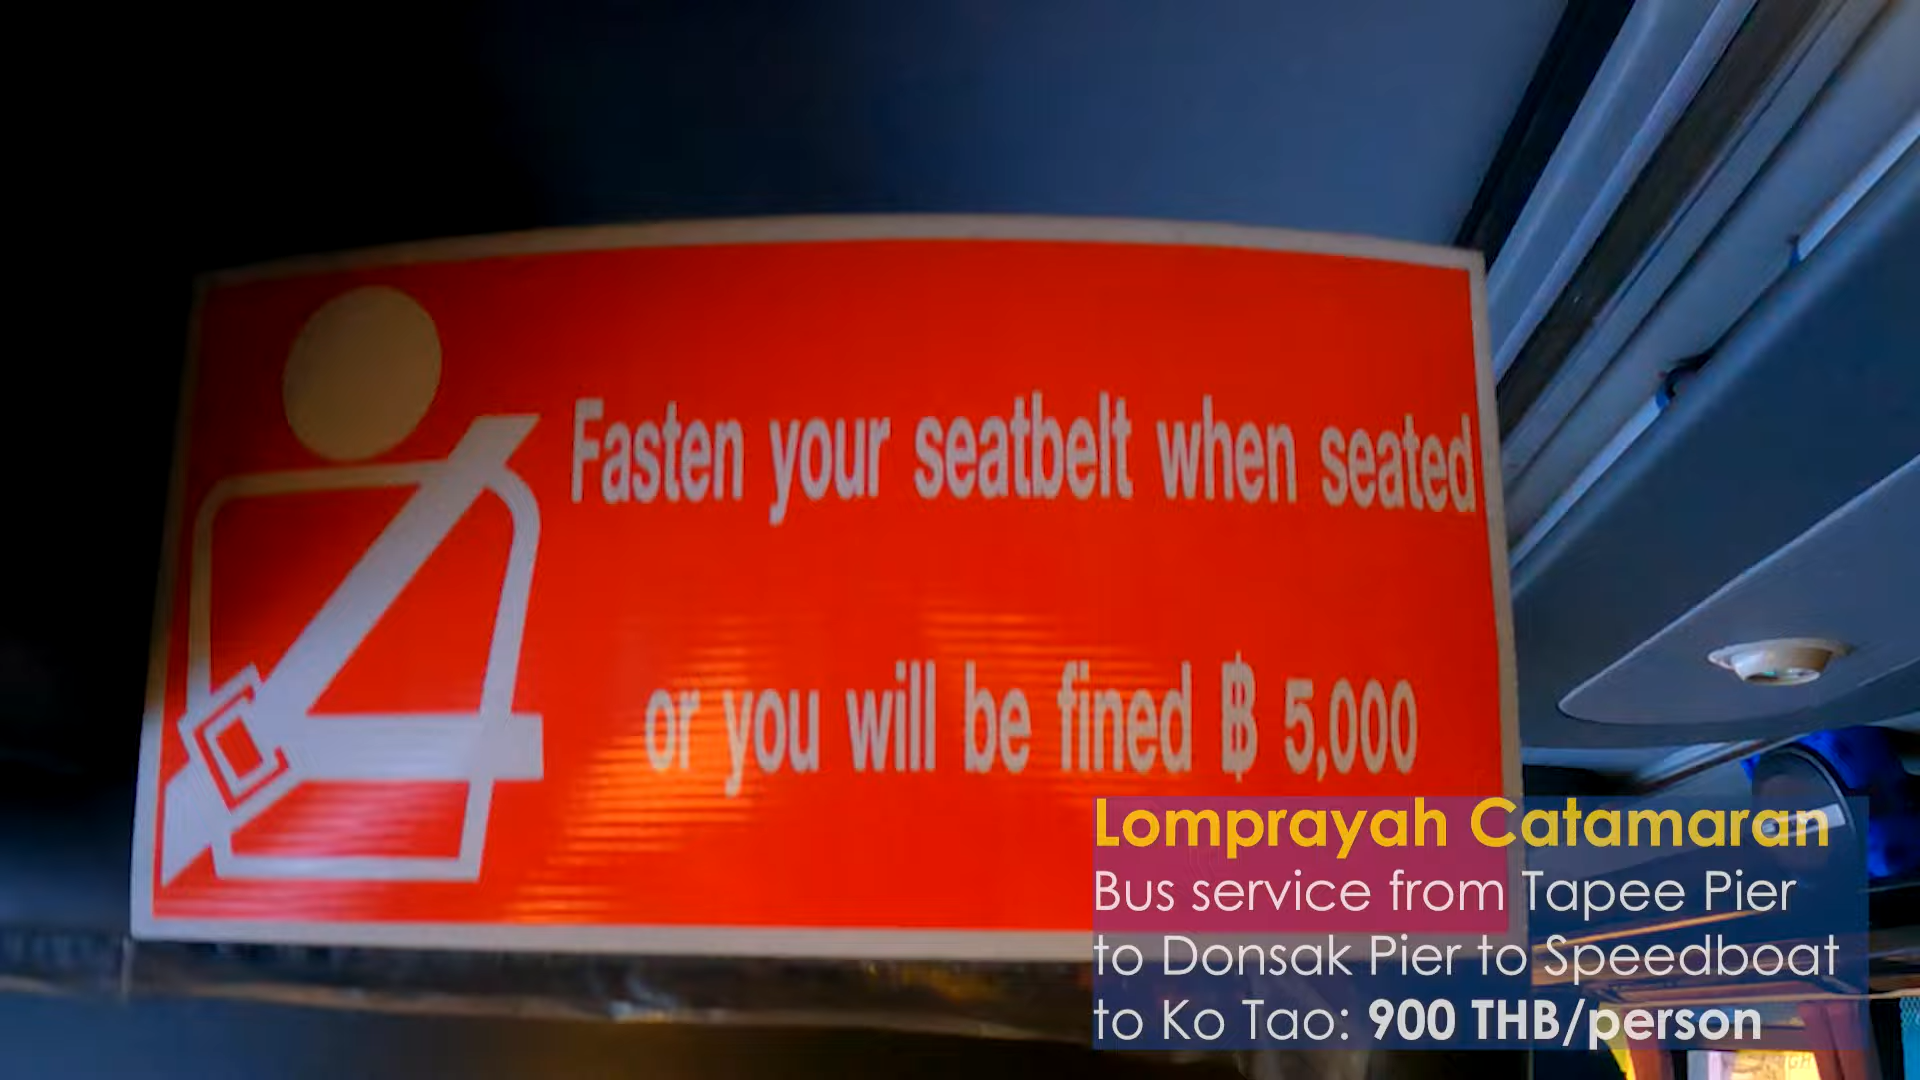 Fasten your seatbelt when seated
or you will be fined ฿ 5,000
Lomprayah Catamaran
Bus service from Tapee Pier
to Donsak Pier to Speedboat
to Ko Tao: 900 THB/person